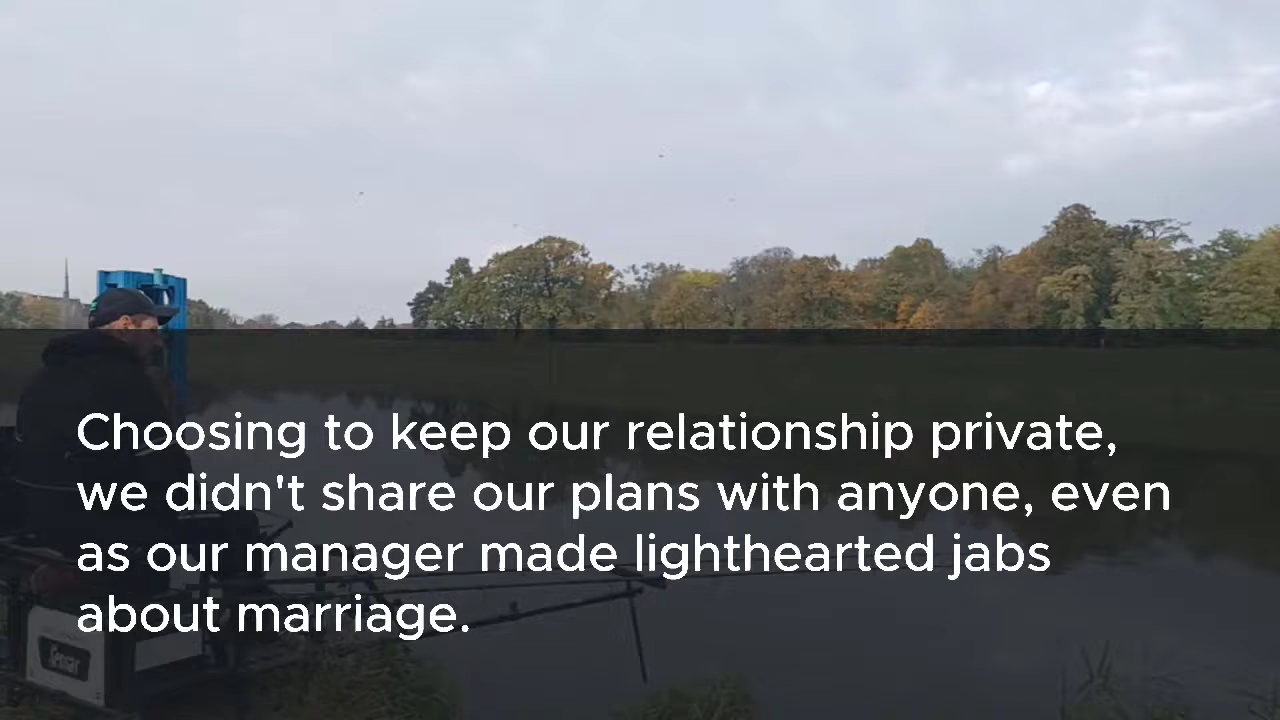 Choosing to keep our relationship private,
we didn't share our plans with anyone, even
as our manager made lighthearted jabs
about marriage.